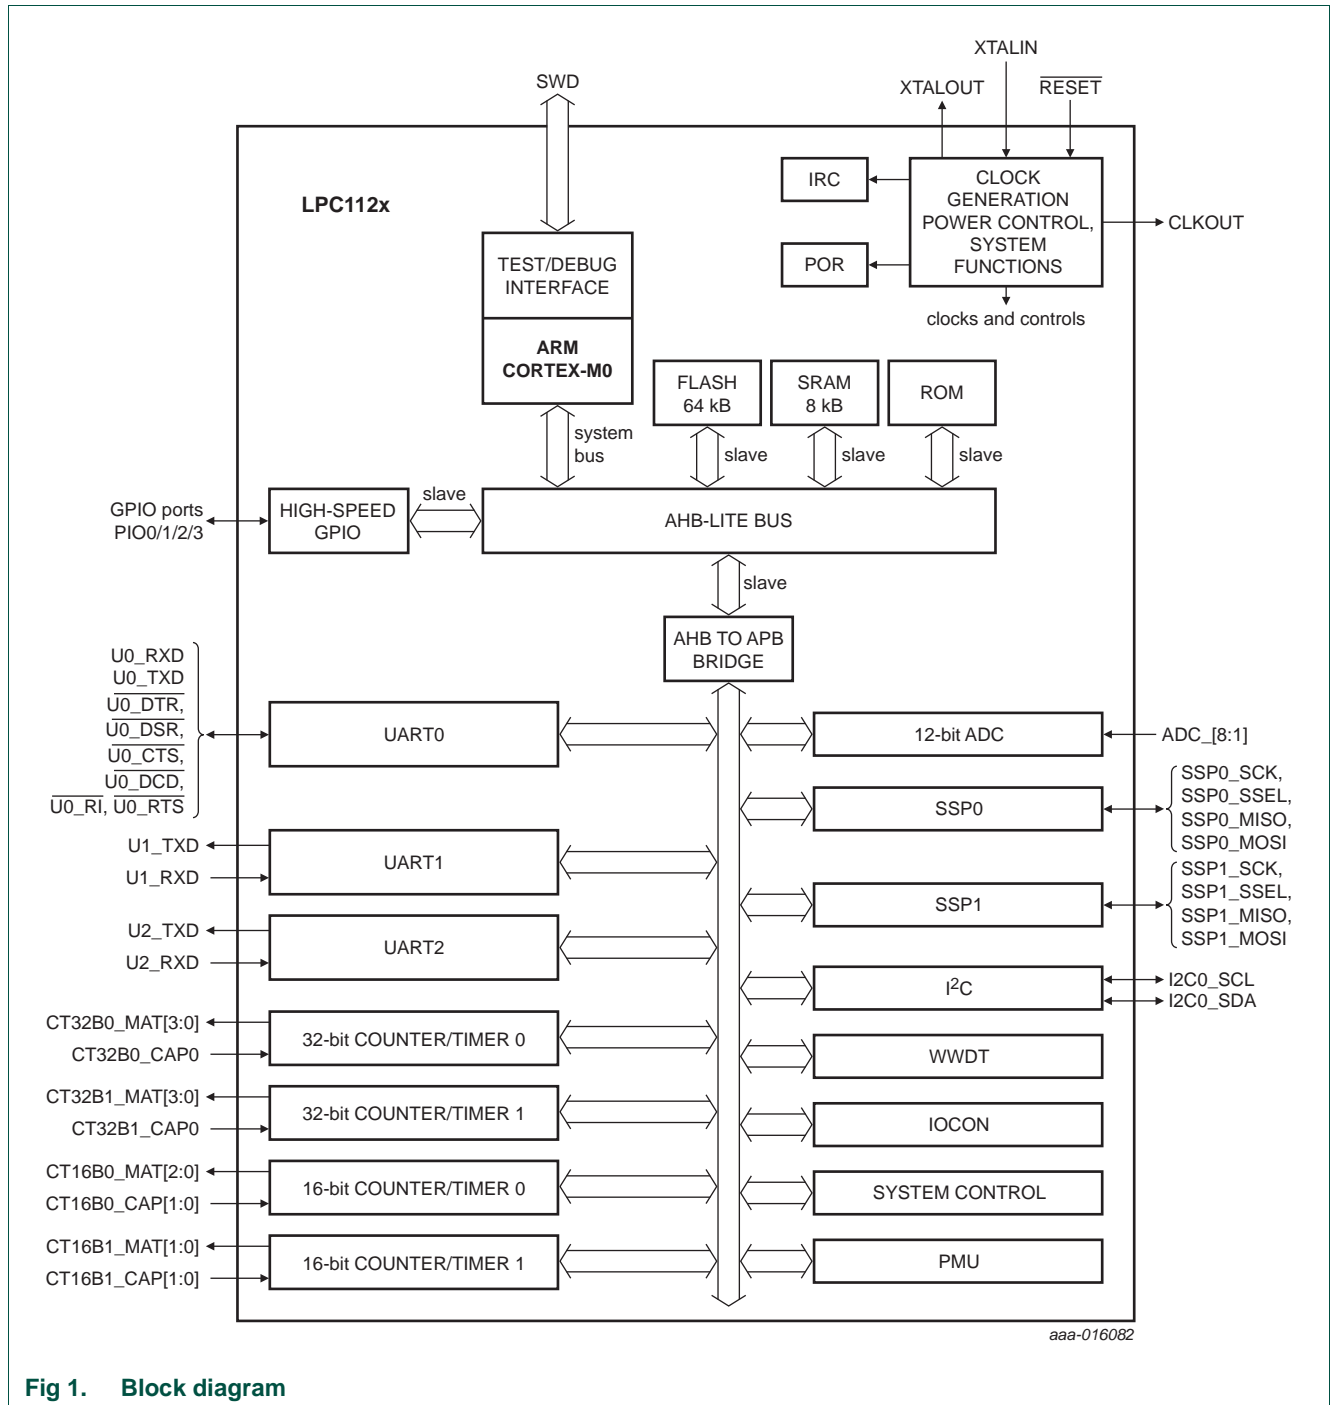 XTALIN
SWD
XTALOUT
RESET
LPC112x
IRC
CLOCK
GENERATION
POWER CONTROL,
SYSTEM
FUNCTIONS
CLKOUT
POR
TEST/DEBUG
INTERFACE
clocks and controls
ARM
CORTEX-M0
FLASH
64 kB
SRAM
8 kB
ROM
system
bus
slave
slave
slave
GPIO ports
PIO0/1/2/3
HIGH-SPEED
GPIO
slave
AHB-LITE BUS
slave
AHB TO APB
BRIDGE
U0_RXD
U0_TXD
U0_DTR,
U0_DSR,
U0_CTS,
U0_DCD,
U0_RI, U0_RTS
UART0
12-bit ADC
ADC_[8:1]
SSP0
SSP0_SCK,
SSP0_SSEL,
SSP0_MISO,
SSP0_MOSI
U1_TXD
U1_RXD
UART1
SSP1
SSP1_SCK,
SSP1_SSEL,
SSP1_MISO,
SSP1_MOSI
U2_TXD
U2_RXD
UART2
I2C
I2C0_SCL
I2C0_SDA
CT32B0_MAT[3:0]
CT32B0_CAP0
32-bit COUNTER/TIMER 0
WWDT
CT32B1_MAT[3:0]
CT32B1_CAP0
32-bit COUNTER/TIMER 1
IOCON
CT16B0_MAT[2:0]
CT16B0_CAP[1:0]
16-bit COUNTER/TIMER 0
SYSTEM CONTROL
CT16B1_MAT[1:0]
CT16B1_CAP[1:0]
16-bit COUNTER/TIMER 1
PMU
aaa-016082
Fig 1. Block diagram